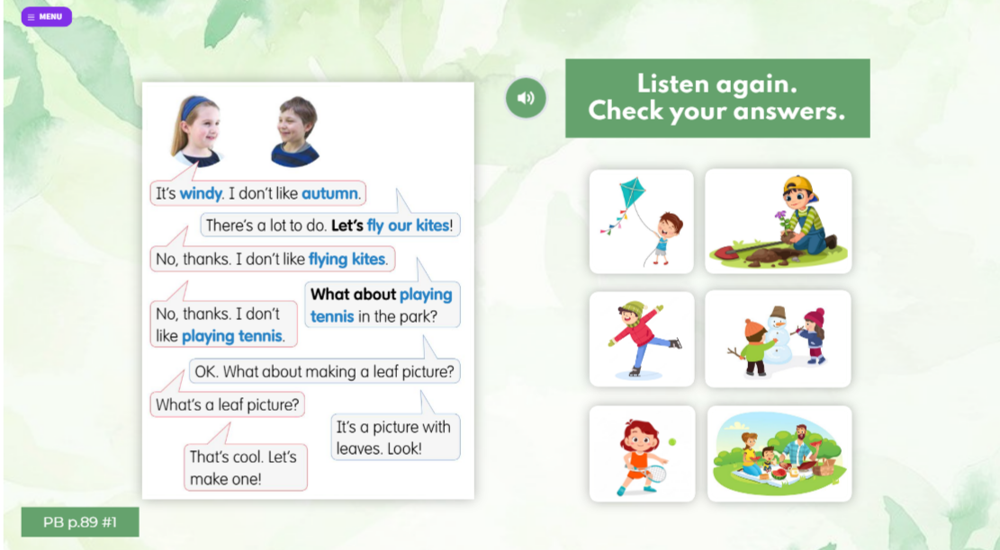 MENU
Listen again.
Check your answers.
It's windy. I don't like autumn.
There's a lot to do. Let's fly our kites!
No, thanks. I don't like flying kites.
What about playing
tennis in the park?
No, thanks. I don't
like playing tennis.
OK. What about making a leaf picture?
What's a leaf picture?
It's a picture with
leaves. Look!
That's cool. Let's
make one!
PB p.89 #1